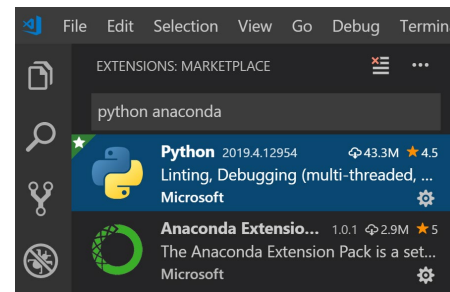 File Edit Selection View Go Debug Termin
EXTENSIONS: MARKETPLACE
python anaconda
Python 2019.4.12954 43.3M 4.5
Linting, Debugging (multi-threaded, ...
Microsoft
Anaconda Extensio... 1.0.1 2.9M 5
The Anaconda Extension Pack is a set...
Microsoft